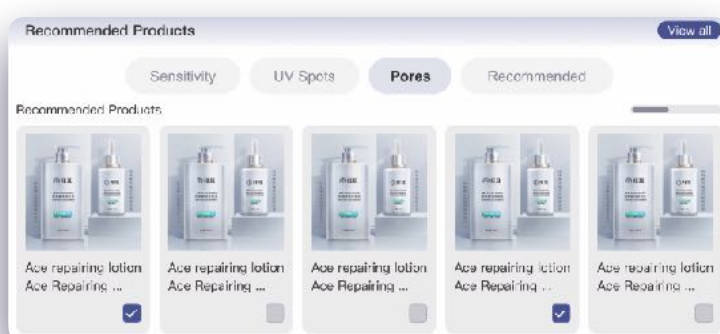 Recommended Products
View all
Sensitivity
UV Spots
Pores
Recommended
Recommended Products
Ace repairing lotion
Ace Repairing ...
Ace repairing lotion
Ace Repairing ...
Ace repairing lotion
Ace Repairing ...
Ace repairing lotion
Ace Repairing ...
Ace repairing lotion
Ace Repairing ...